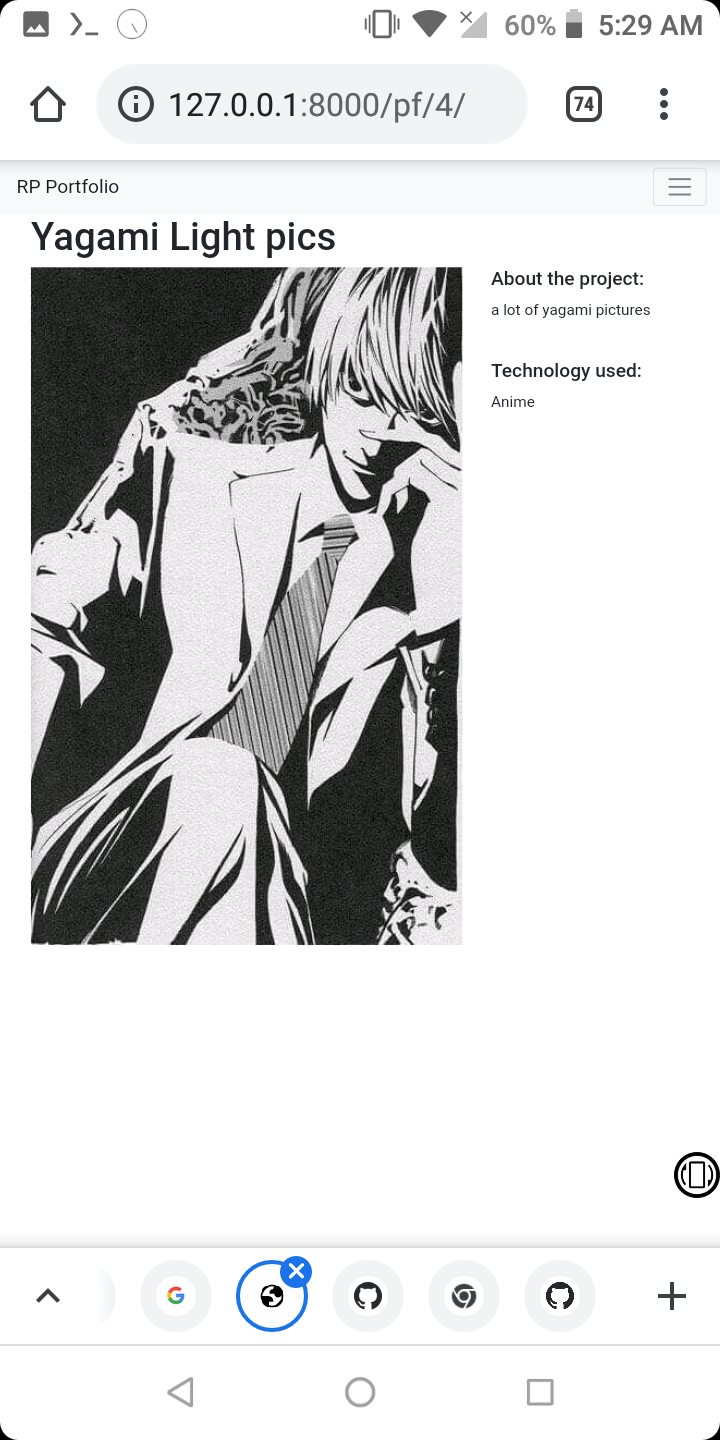 60% 5:29 AM
127.0.0.1:8000/pf/4/
74
RP Portfolio
Yagami Light pics
About the project:
a lot of yagami pictures
Technology used:
Anime